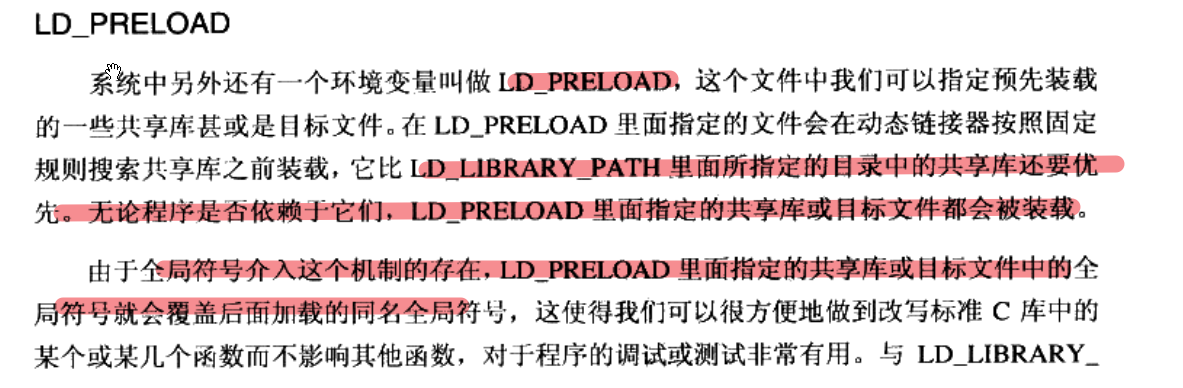 LD_PRELOAD
系统中另外还有一个环境变量叫做 LD_PRELOAD，这个文件中我们可以指定预先装载
的一些共享库甚或是目标文件。在 LD_PRELOAD 里面指定的文件会在动态链接器按照固定
规则搜索共享库之前装载，它比 LD_LIBRARY_PATH 里面所指定的目录中的共享库还要优
先。无论程序是否依赖于它们，LD_PRELOAD 里面指定的共享库或目标文件都会被装载。
由于全局符号介入这个机制的存在，LD_PRELOAD 里面指定的共享库或目标文件中的全
局符号就会覆盖后面加载的同名全局符号，这使得我们可以很方便地做到改写标准 C 库中的
某个或某几个函数而不影响其他函数，对于程序的调试或测试非常有用。与 LD_LIBRARY_